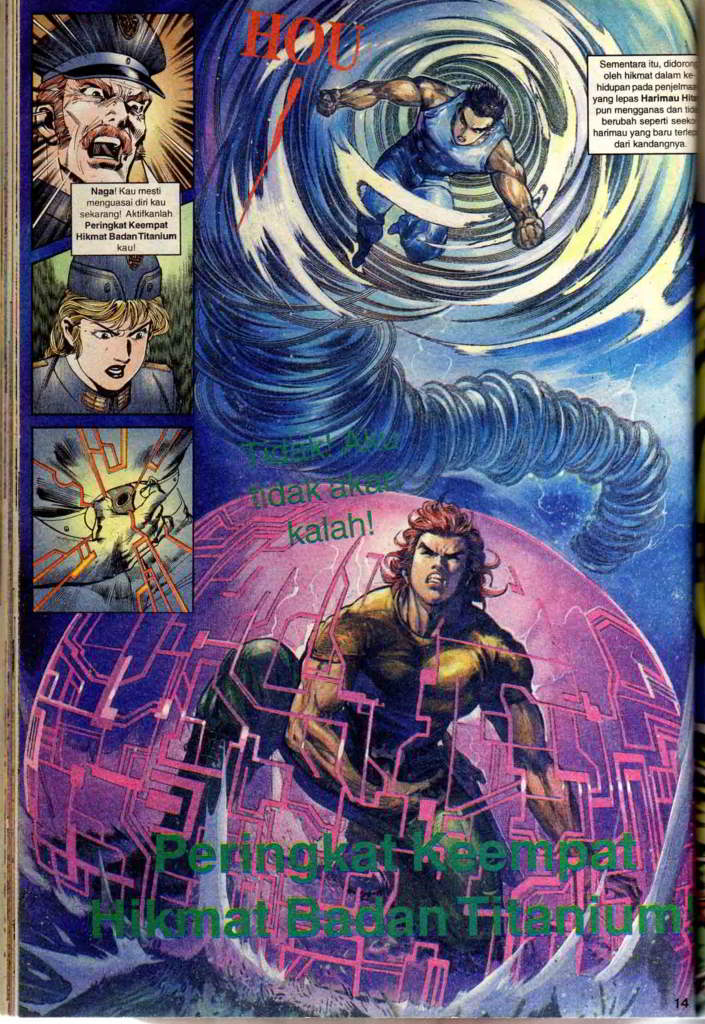 HOU
Sementara itu, didorong
oleh hikmat dalam ke-
hidupan pada penjelmaan
yang lepas Harimau Hitam
pun mengganas dan tidak
berubah seperti seekor
harimau yang baru terlepas
dari kandangnya.
Naga! Kau mesti
menguasai diri kau
sekarang! Aktifkanlah
Peringkat Keempat
Hikmat Badan Titanium
kau!
Tidak! Aku
tidak akan
kalah!
Peringkat Keempat
Hikmat Badan Titanium!
14